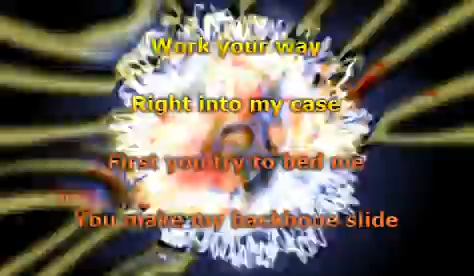 Work your way
Right into my case
First you try to bed me
You make my backbone slide